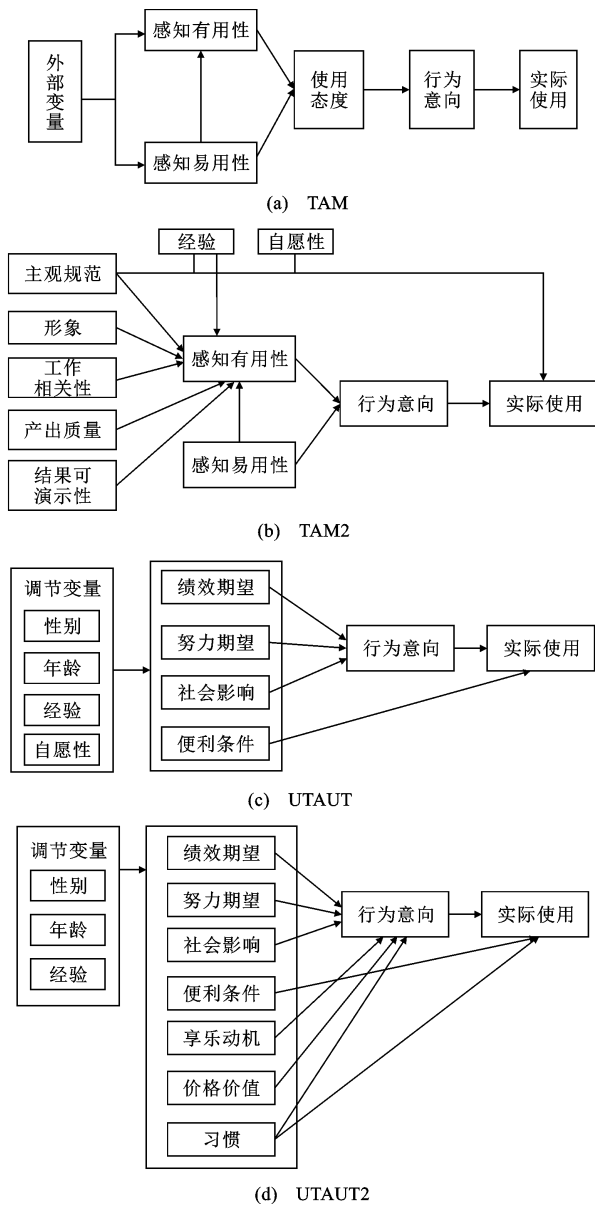 感知有用性
外部变量
使用
态度
行为
意向
实际
使用
感知易用性
(a) TAM
经验
自愿性
主观规范
形象
感知有用性
工作
相关性
行为意向
实际使用
产出质量
感知易用性
结果可
演示性
(b) TAM2
调节变量
性别
年龄
经验
自愿性
绩效期望
努力期望
社会影响
便利条件
行为意向
实际使用
(c) UTAUT
调节变量
性别
年龄
经验
绩效期望
努力期望
社会影响
便利条件
享乐动机
价格价值
习惯
行为意向
实际使用
(d) UTAUT2